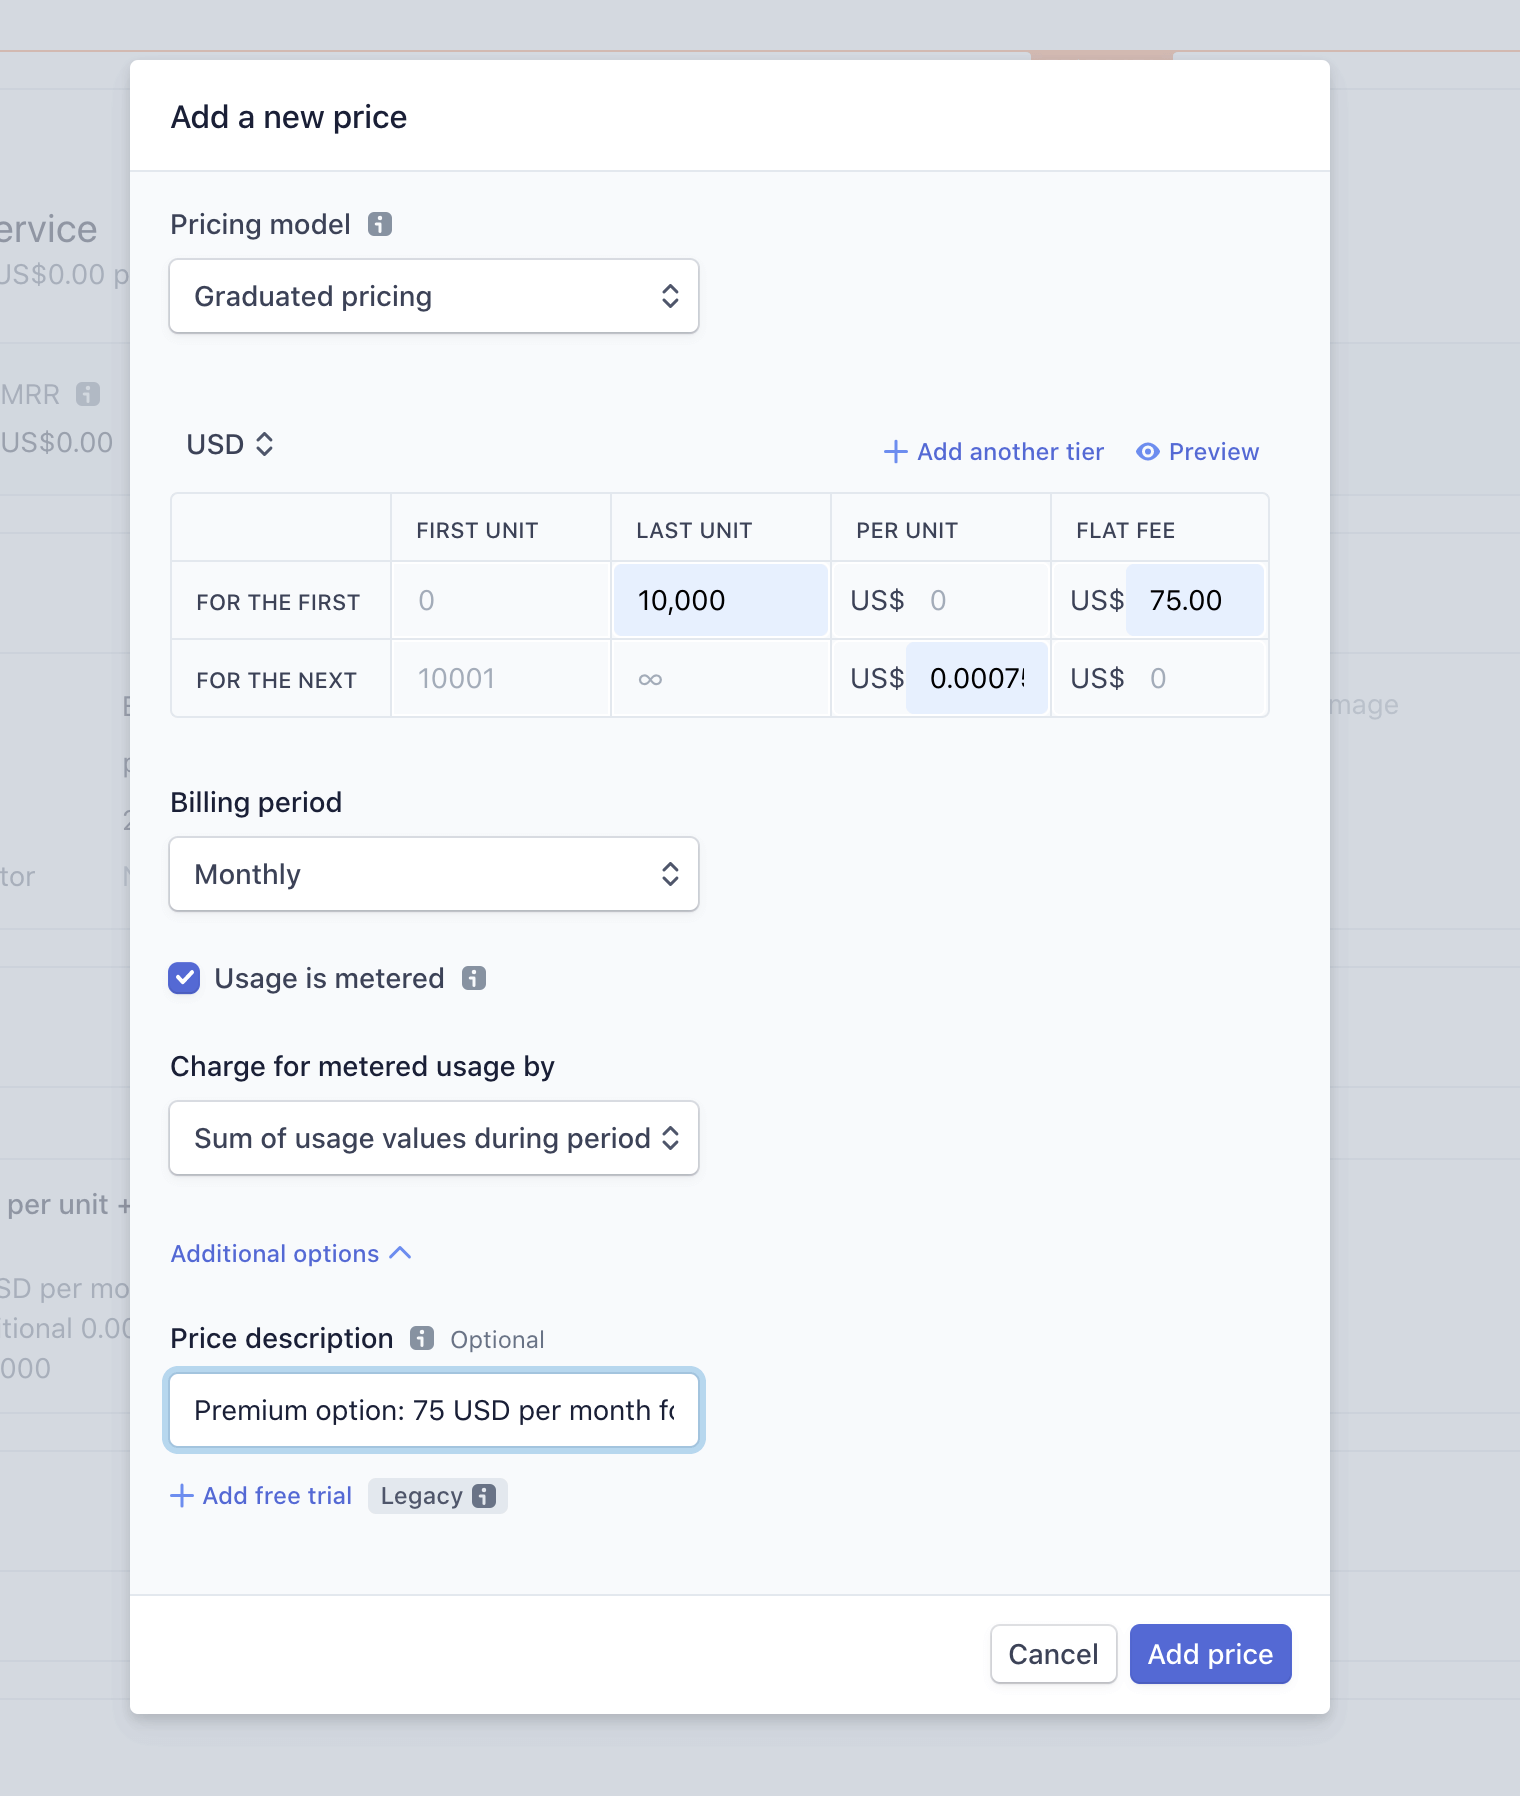 Add a new price
Pricing model
Graduated pricing
USD
Add another tier
Preview
FIRST UNIT LAST UNIT PER UNIT FLAT FEE
FOR THE FIRST 0 10,000 US$ 0 US$ 75.00
FOR THE NEXT 10001 ∞ US$ 0.0007 US$ 0
Billing period
Monthly
Usage is metered
Charge for metered usage by
Sum of usage values during period
Additional options
Price description Optional
Premium option: 75 USD per month
Add free trial Legacy
Cancel Add price
ervice
US$0.00 p
MRR
US$0.00
mage
tor
per unit +
SD per mo
tional 0.00
000